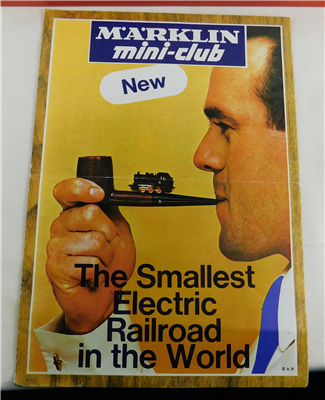 MÄRKLIN
mini-club
New
The Smallest
Electric
Railroad
in the World